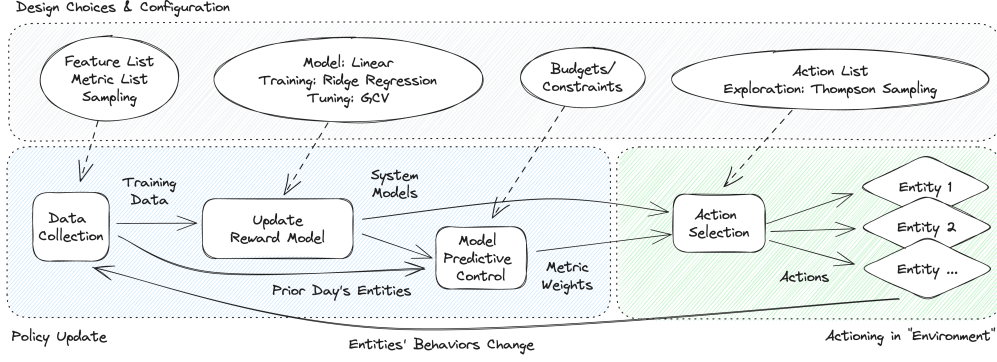 Design Choices & Configuration
Feature List
Metric List
Sampling
Model: Linear
Training: Ridge Regression
Tuning: GCV
Budgets/
Constraints
Action List
Exploration: Thompson Sampling
Training
Data
System
Models
Data
Collection
Update
Reward Model
Model
Predictive
Control
Action
Selection
Entity 1
Entity 2
Entity ...
Prior Day's Entities
Metric
Weights
Actions
Policy Update
Entities' Behaviors Change
Actioning in "Environment"